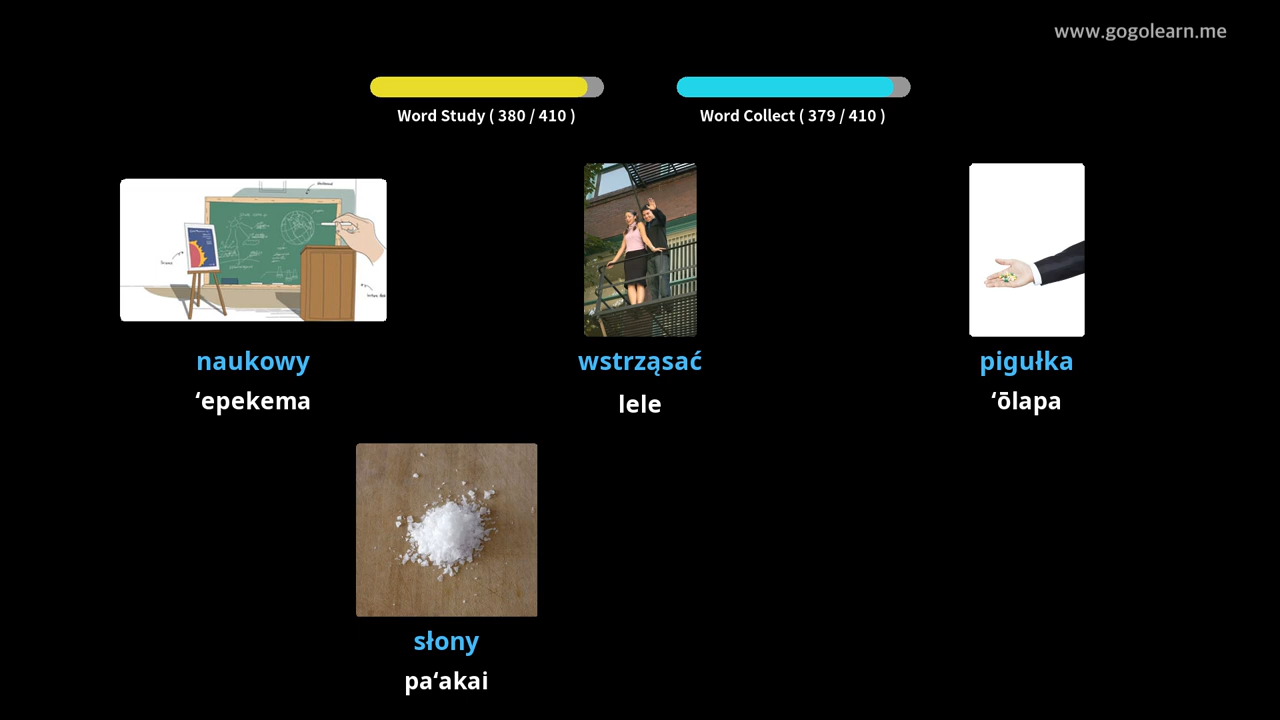 www.gogolearn.me
Word Study ( 380 / 410 )
Word Collect ( 379 / 410 )
naukowy
ʻepekema
wstrząsać
lele
pigułka
ʻōlapa
słony
paʻakai